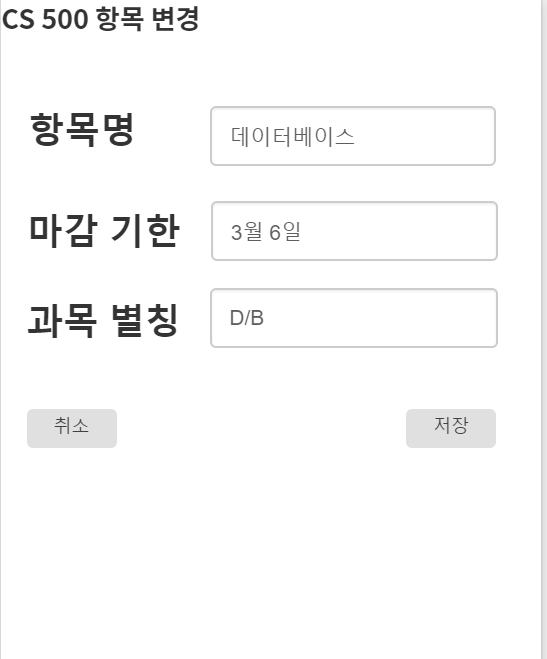 CS 500 항목 변경
항목명
데이터베이스
마감 기한
3월 6일
과목 별칭
D/B
취소
저장